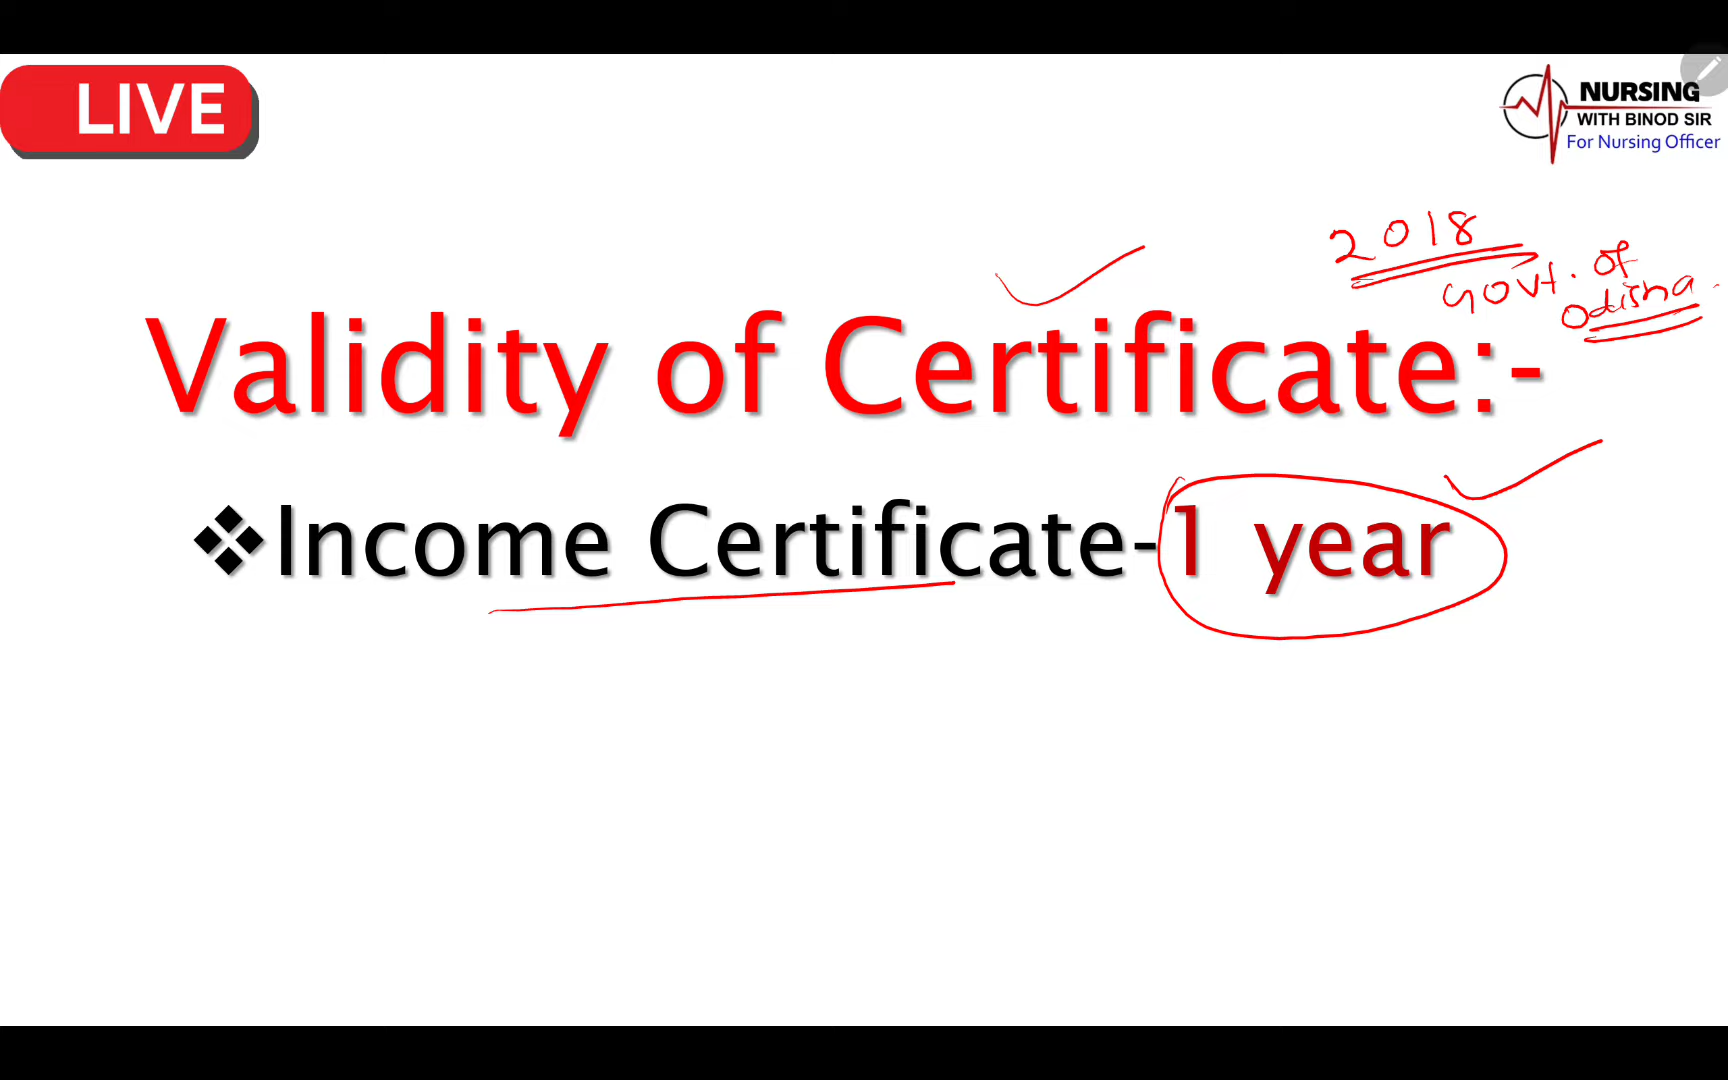 LIVE
NURSING
WITH BINOD SIR
For Nursing Officer
2018
Govt. of
Odisha
Validity of Certificate:-
❖Income Certificate-1 year